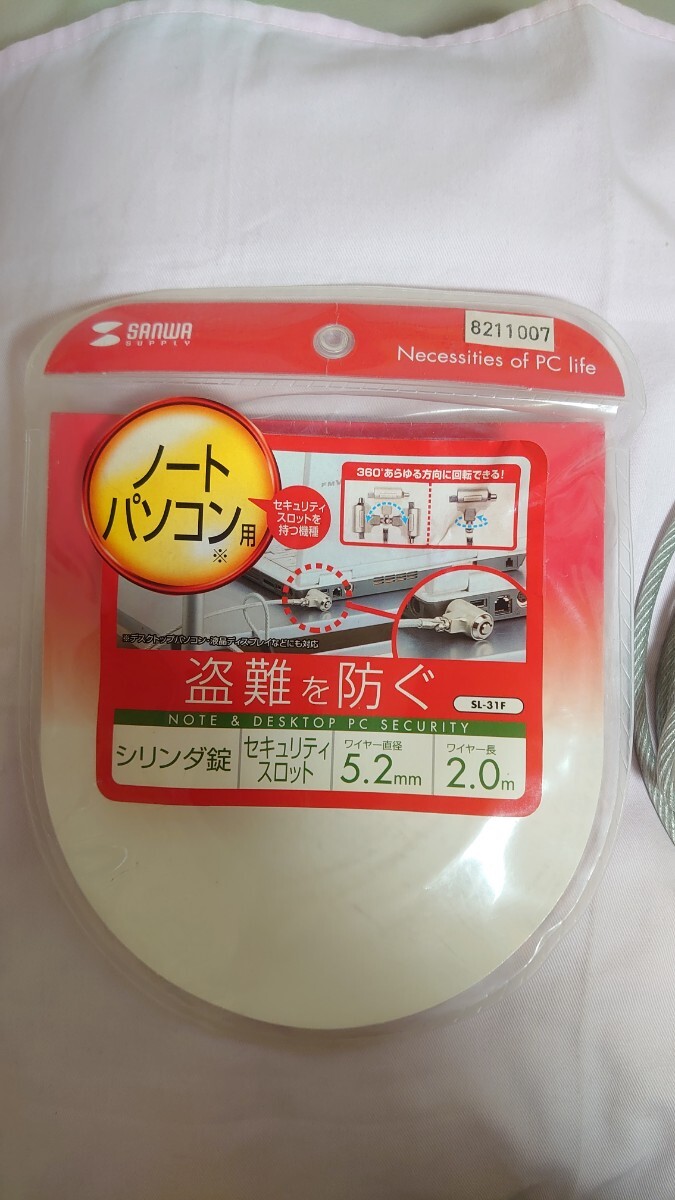 SANWA
SUPPLY
8211007
Necessities of PC life
ノート
パソコン用
※
セキュリティ
スロットを
持つ機種
360°あらゆる方向に回転できる!
FMV
※デスクトップパソコン・液晶ディスプレイなどにも対応
盗難を防ぐ
SL-31F
NOTE & DESKTOP PC SECURITY
シリンダ錠
セキュリティ
スロット
ワイヤー直径
5.2mm
ワイヤー長
2.0m